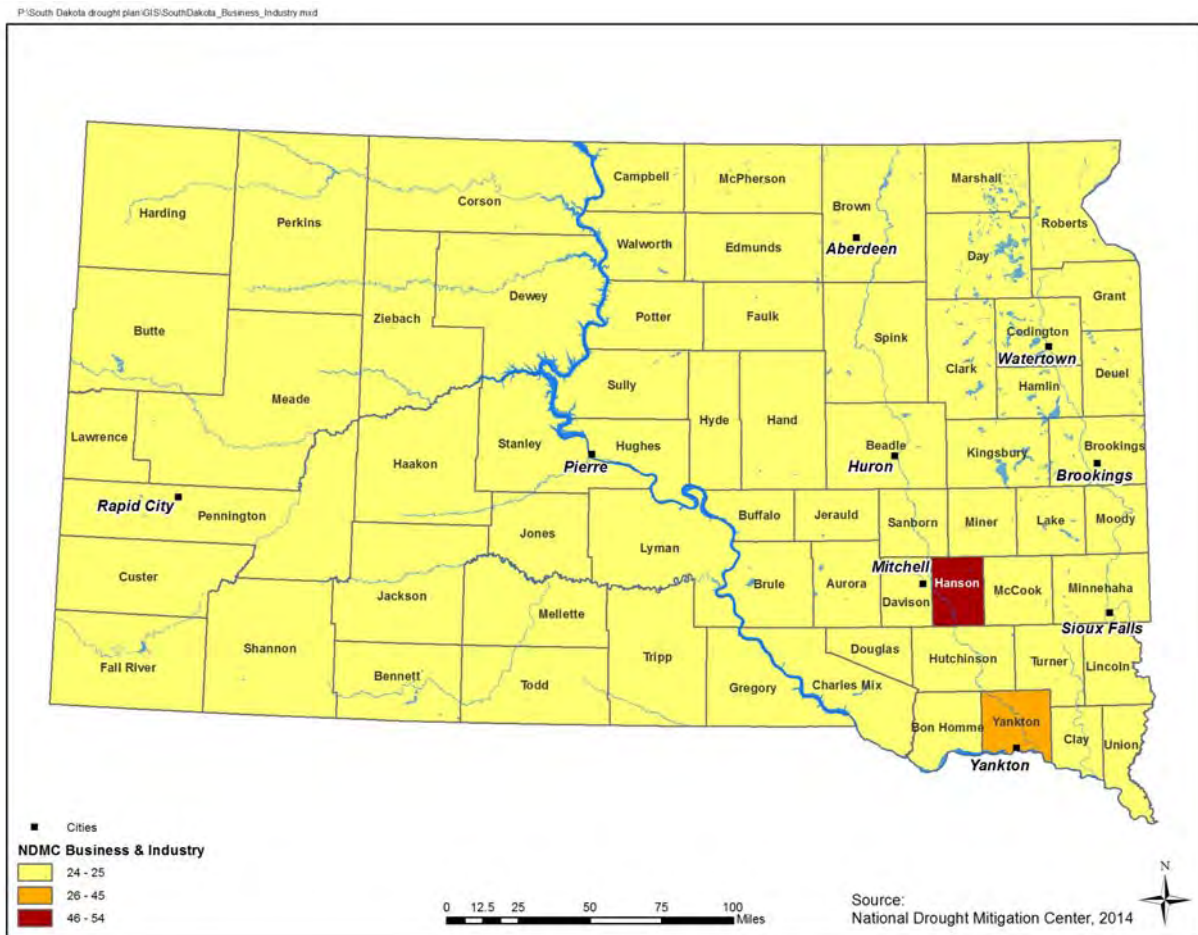 P:\South Dakota drought plan\GIS\SouthDakota_Business_Industry.mxd
Campbell
McPherson
Marshall
Harding
Corson
Brown
Perkins
Roberts
Walworth
Edmunds
Aberdeen
Day
Dewey
Grant
Butte
Ziebach
Potter
Faulk
Spink
Codington
Watertown
Clark
Deuel
Meade
Sully
Hamlin
Lawrence
Stanley
Hughes
Hyde
Hand
Beadle
Kingsbury
Brookings
Haakon
Pierre
Huron
Brookings
Rapid City
Pennington
Buffalo
Jerauld
Sanborn
Miner
Lake
Moody
Jones
Lyman
Mitchell
Custer
Brule
Aurora
Hanson
McCook
Minnehaha
Jackson
Davison
Mellette
Sioux Falls
Shannon
Douglas
Fall River
Tripp
Hutchinson
Turner
Lincoln
Bennett
Todd
Gregory
Charles Mix
Bon Homme
Yankton
Clay
Union
Yankton
Cities
NDMC Business & Industry
24 - 25
26 - 45
46 - 54
0 12.5 25 50 75 100
Miles
Source:
National Drought Mitigation Center, 2014
N